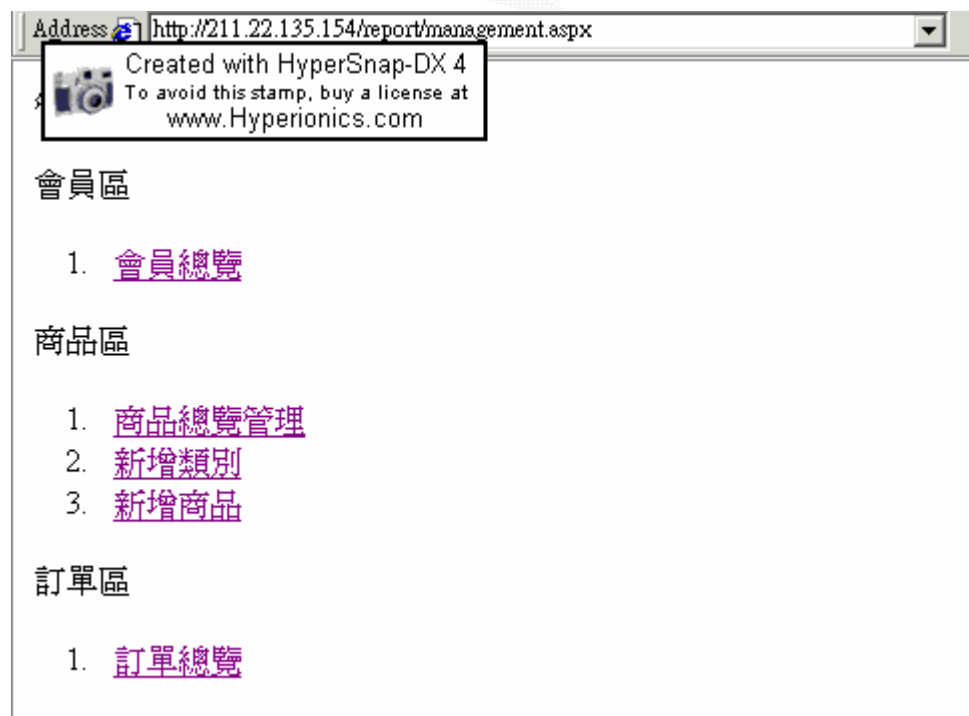 Address http://211.22.135.154/report/management.aspx
Created with HyperSnap-DX 4
To avoid this stamp, buy a license at
www.Hyperionics.com
會員區
1. 會員總覽
商品區
1. 商品總覽管理
2. 新增類別
3. 新增商品
訂單區
1. 訂單總覽